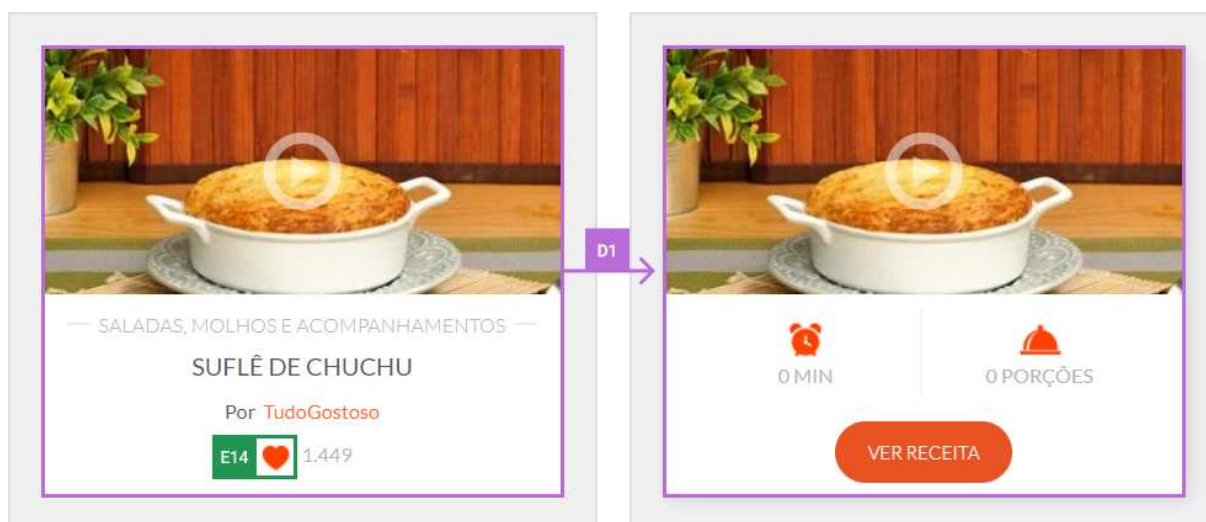 D1
SALADAS, MOLHOS E ACOMPANHAMENTOS
SUFLÊ DE CHUCHU
Por TudoGostoso
E14 1.449
0 MIN
0 PORÇÕES
VER RECEITA